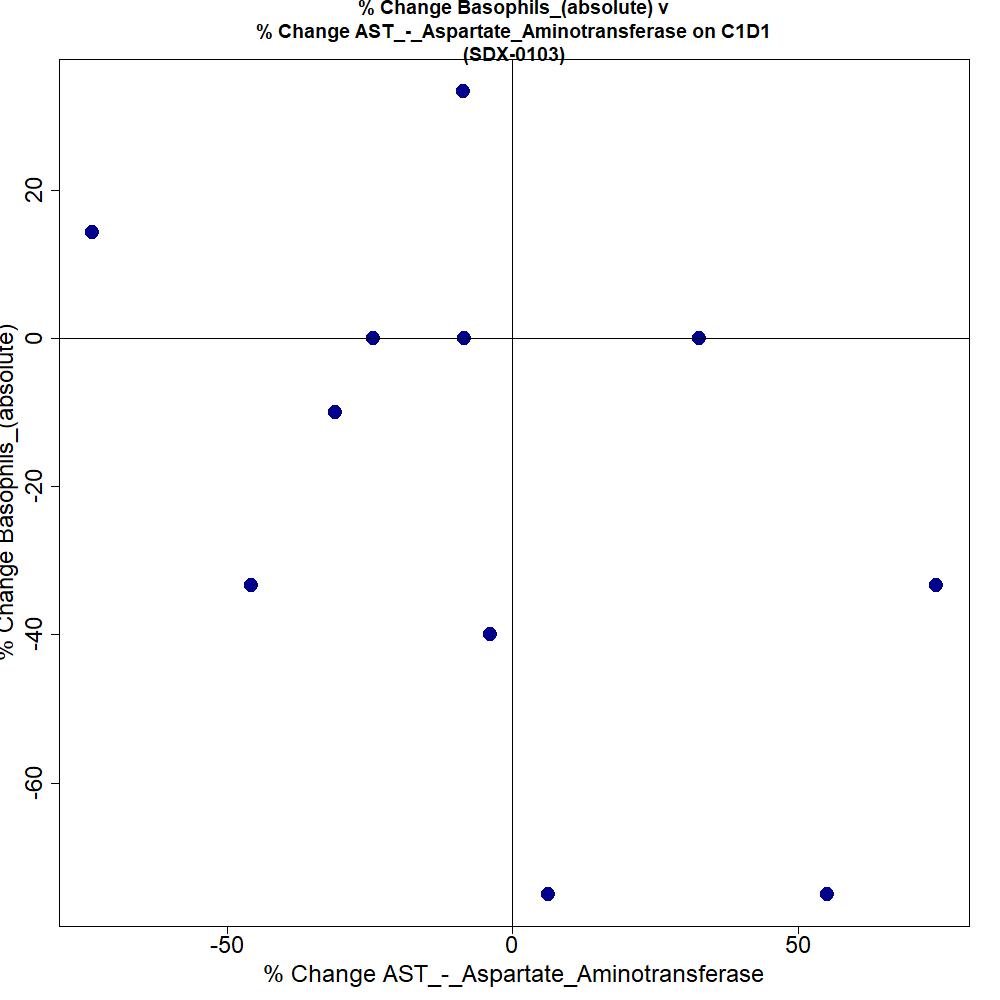 % Change Basophils_(absolute) v
% Change AST_-_Aspartate_Aminotransferase on C1D1
(SDX-0103)
% Change Basophils_(absolute)
20
0
-20
-40
-60
-50
0
50
% Change AST_-_Aspartate_Aminotransferase